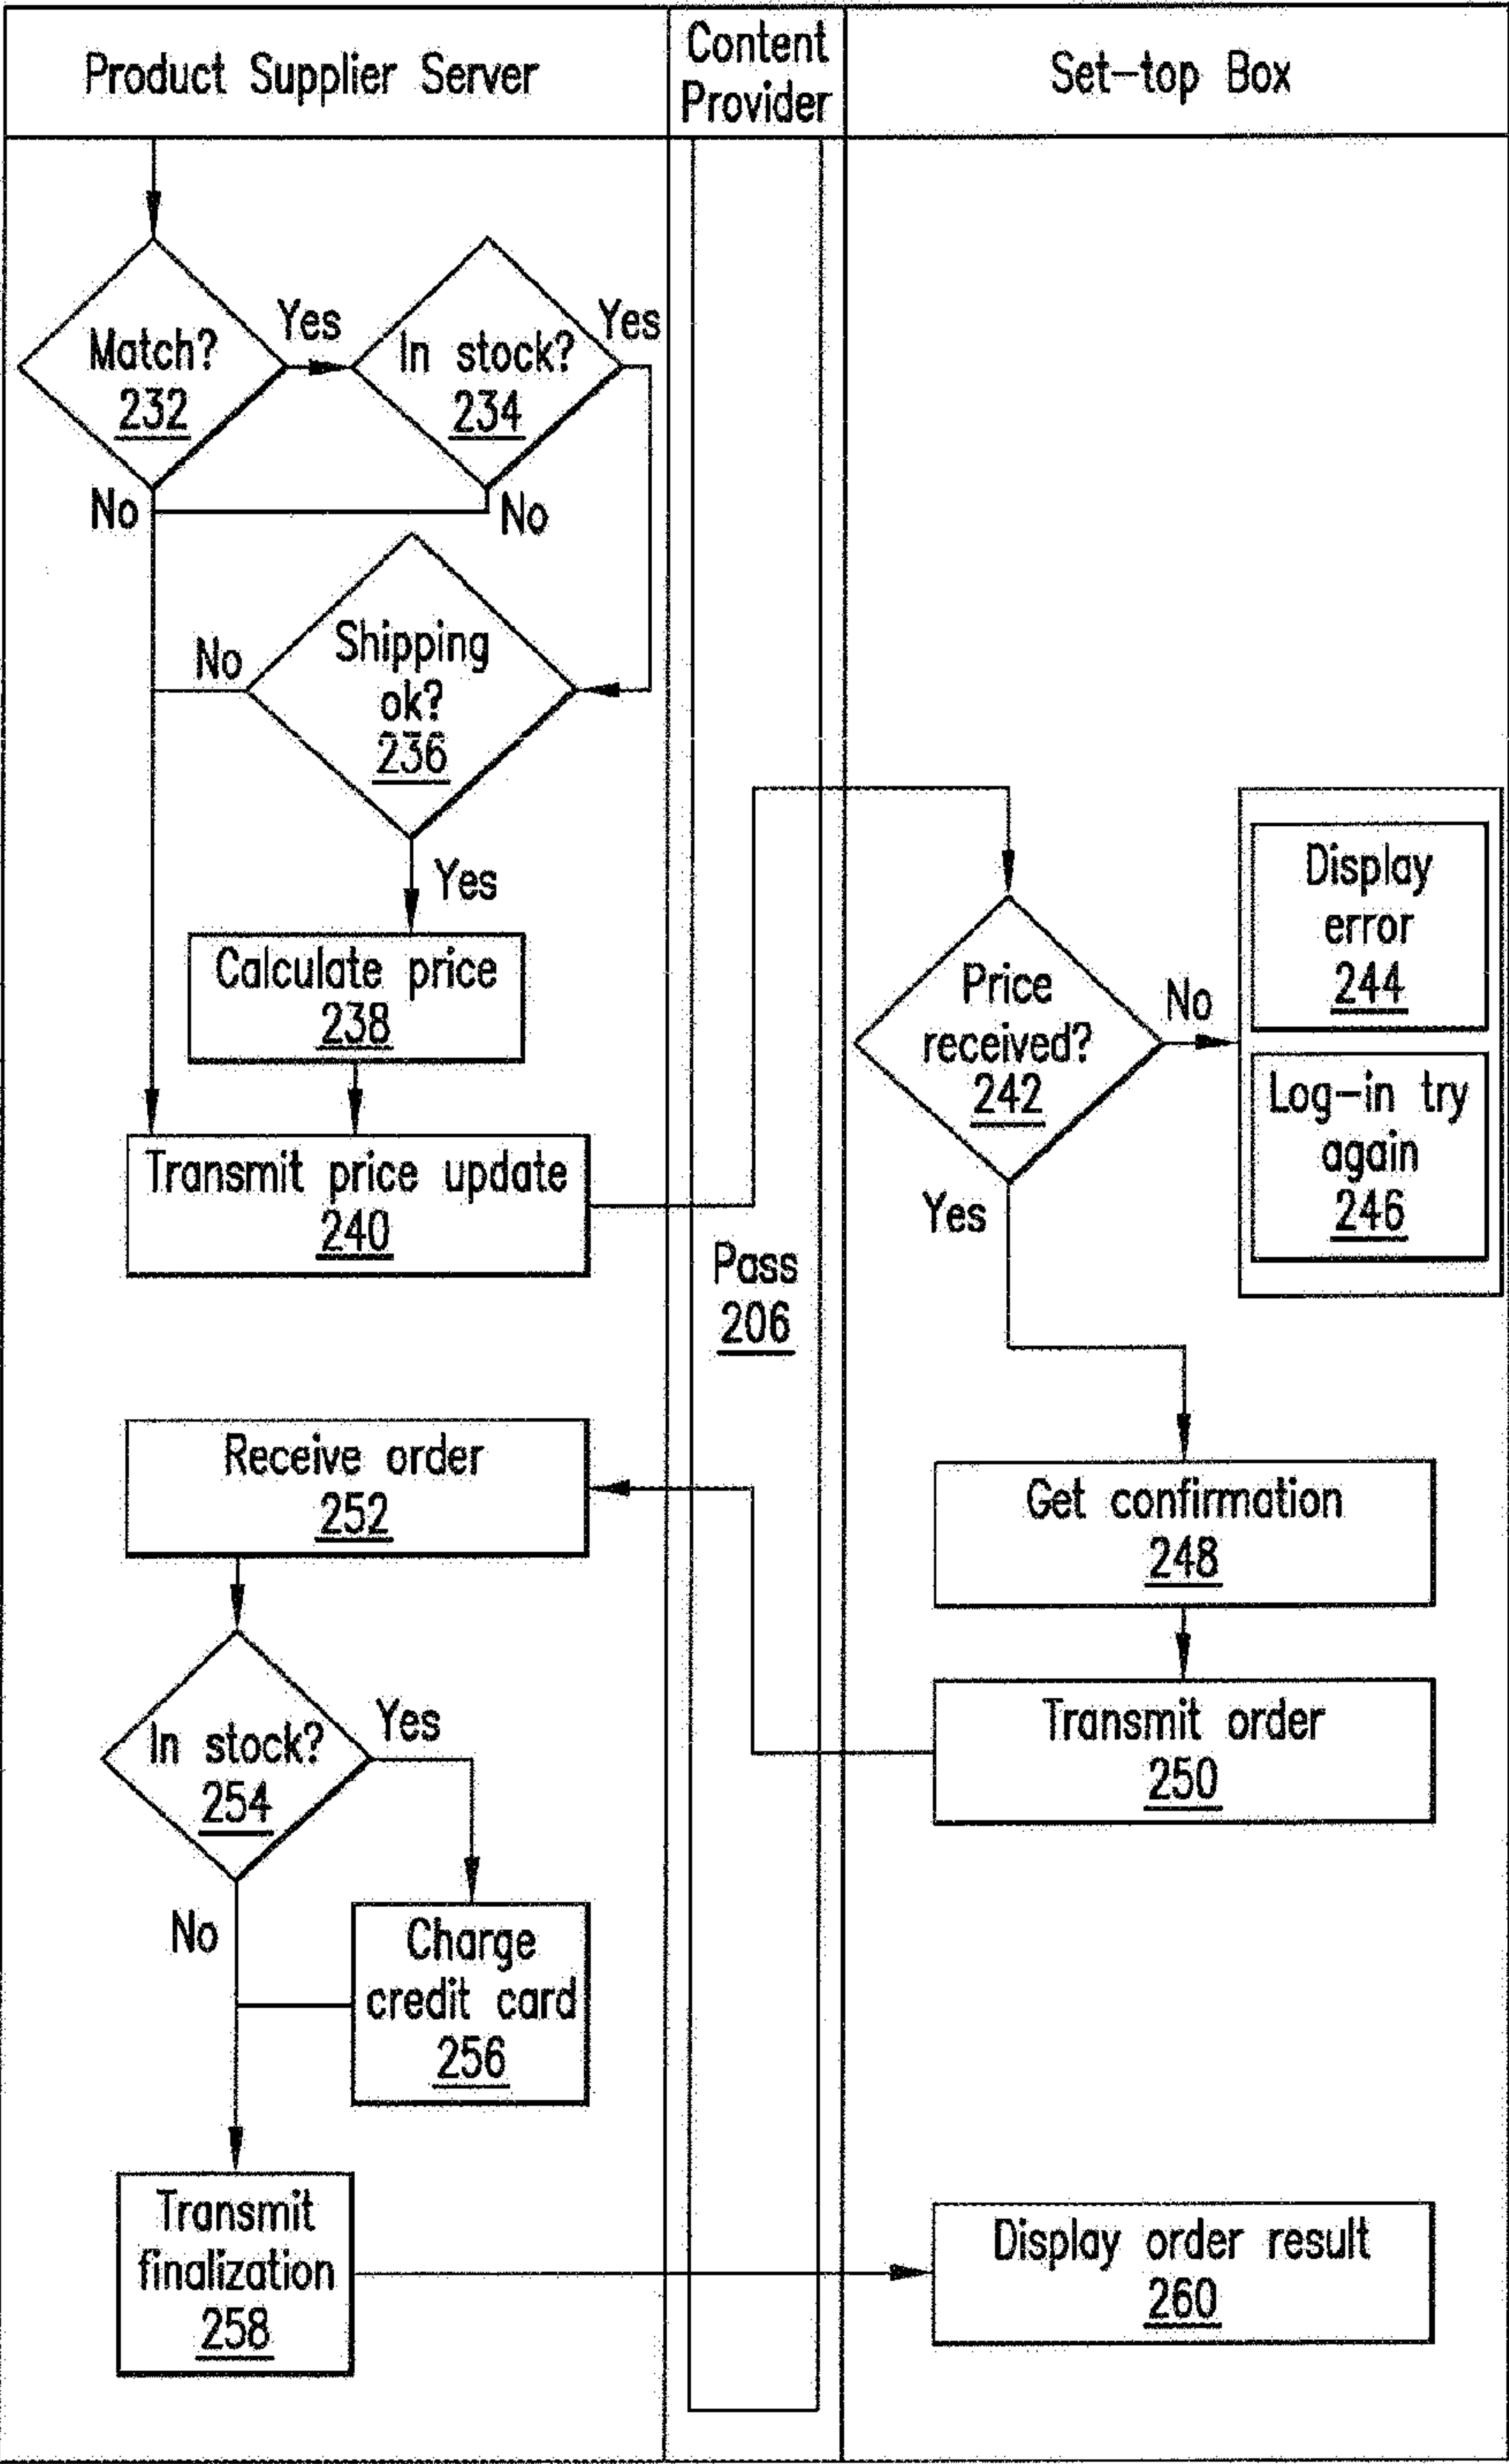 Product Supplier Server
Content
Provider
Set-top Box
Match?
232
Yes
In stock?
234
Yes
No
No
Shipping
ok?
236
No
Yes
Calculate price
238
Transmit price update
240
Pass
206
Price
received?
242
No
Yes
Display
error
244
Log-in try
again
246
Get confirmation
248
Transmit order
250
Receive order
252
In stock?
254
Yes
No
Charge
credit card
256
Transmit
finalization
258
Display order result
260